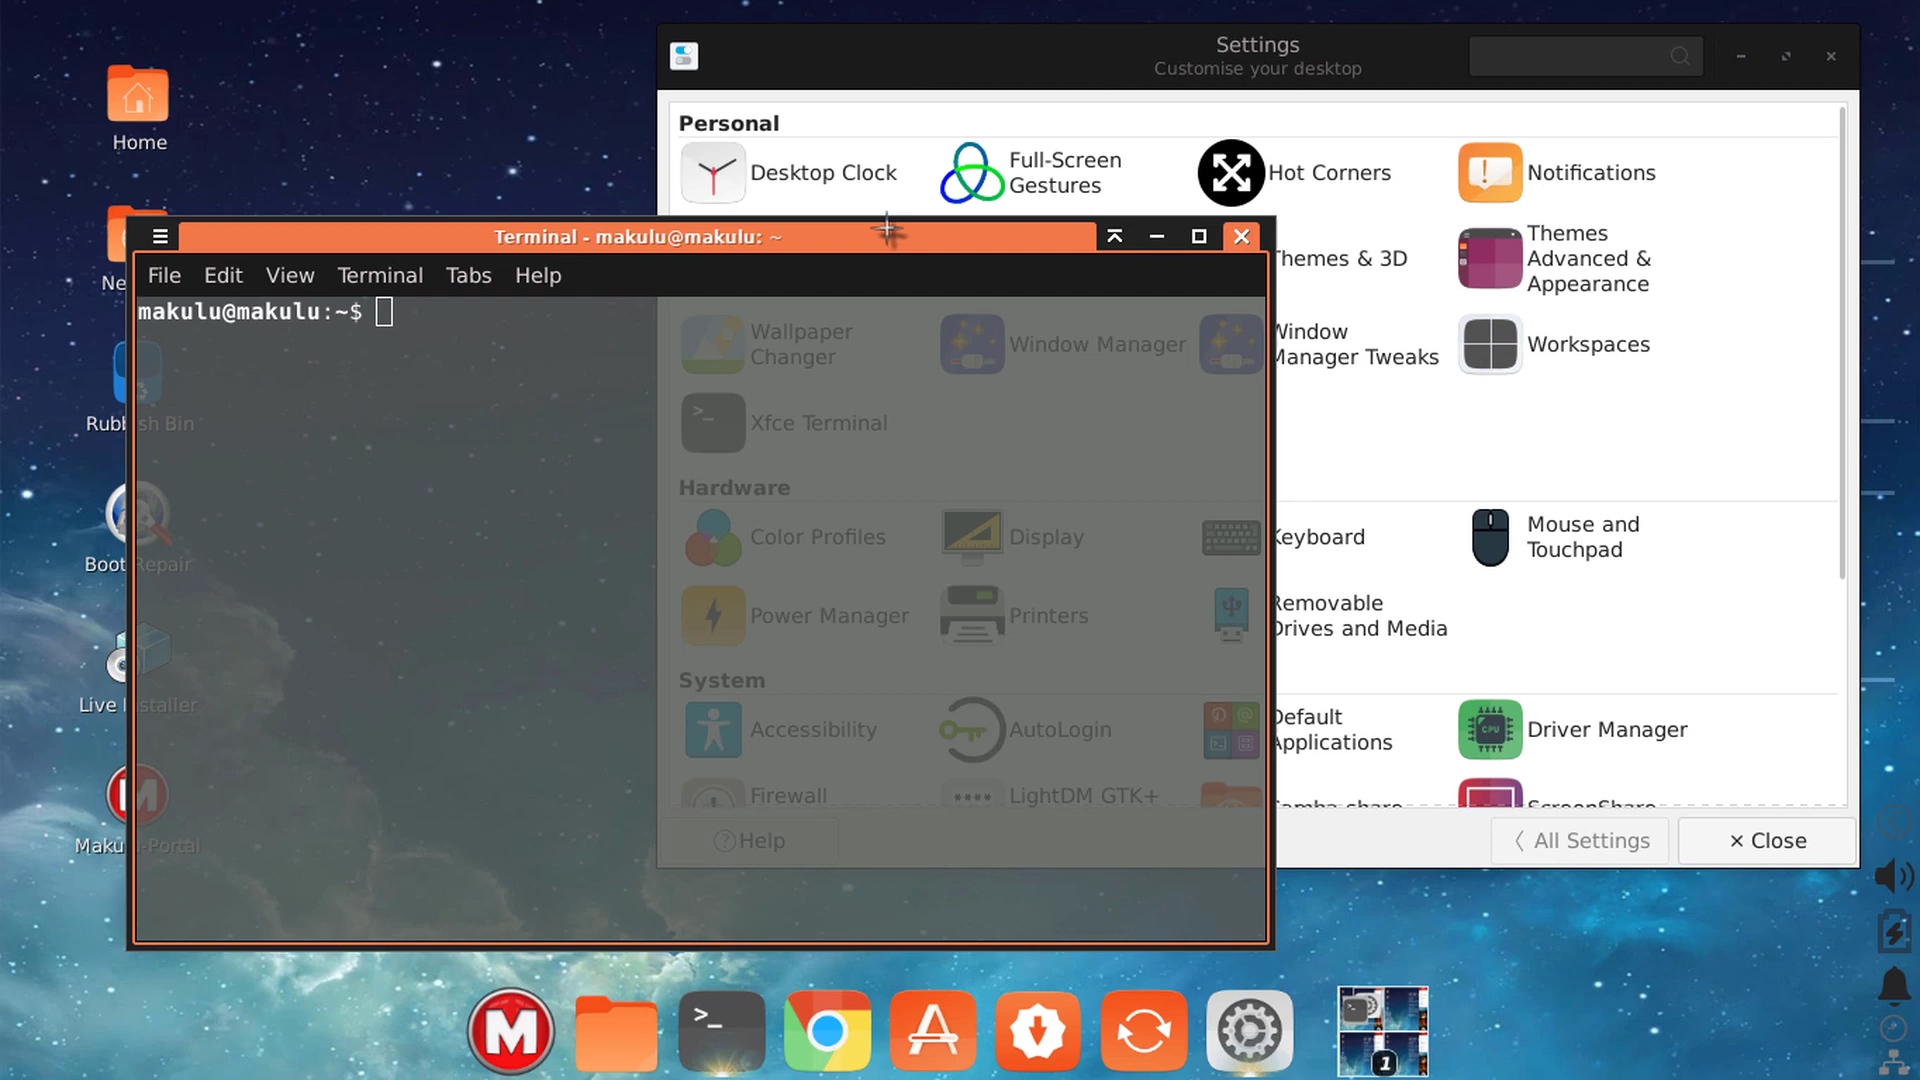 Settings
Customise your desktop
Home
Personal
Desktop Clock
Full-Screen
Gestures
Hot Corners
Notifications
Terminal - makulu@makulu: ~
File Edit View Terminal Tabs Help
makulu@makulu:~$
Themes & 3D
Themes
Advanced &
Appearance
Ne
Wallpaper
Changer
Window Manager
Window
Manager Tweaks
Workspaces
Xfce Terminal
Rubbish Bin
Hardware
Color Profiles
Display
Keyboard
Mouse and
Touchpad
Boot Repair
Power Manager
Printers
Removable
Drives and Media
System
Live Installer
Accessibility
AutoLogin
Default
Applications
CPU
Driver Manager
Firewall
LightDM GTK+
Samba share
ScreenShare
Help
All Settings
Close
Makulu-Portal
M
M
>_
1